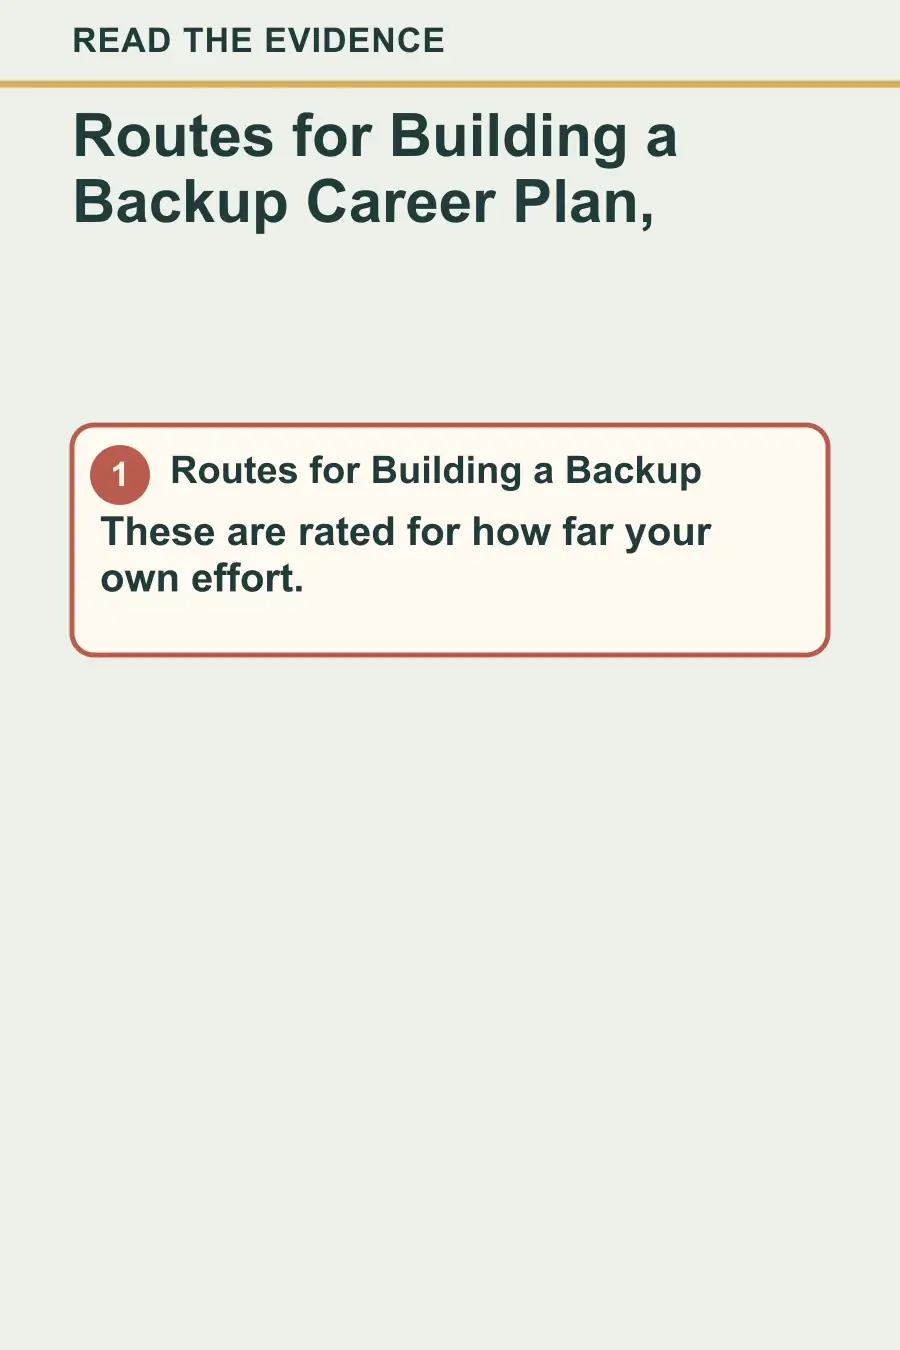 READ THE EVIDENCE
Routes for Building a
Backup Career Plan,
1 Routes for Building a Backup
These are rated for how far your
own effort.